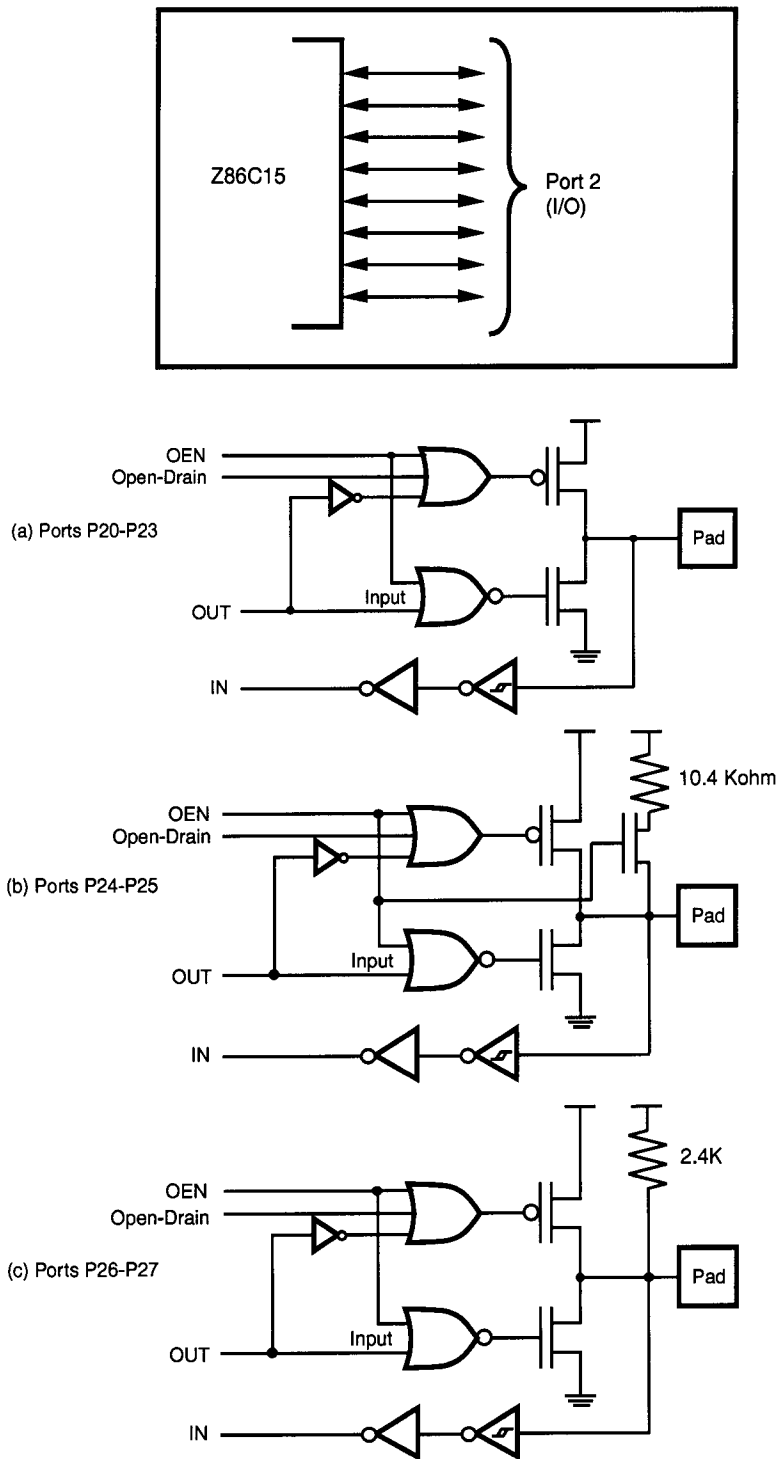 Z86C15
Port 2
(I/O)
OEN
Open-Drain
(a) Ports P20-P23
Pad
Input
OUT
IN
10.4 Kohm
OEN
Open-Drain
(b) Ports P24-P25
Pad
Input
OUT
IN
2.4K
OEN
Open-Drain
(c) Ports P26-P27
Pad
Input
OUT
IN